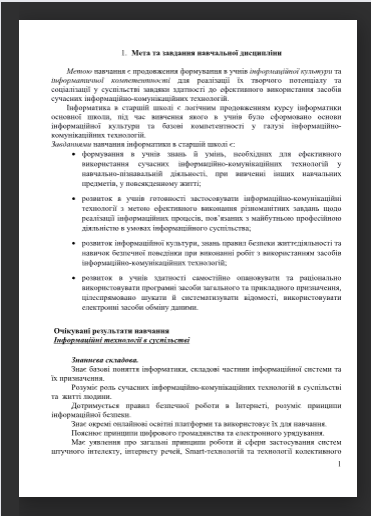 1. Мета та завдання навчальної дисципліни
Метою навчання є продовження формування в учнів інформаційної культури та
інформатичної компетентності для реалізації їх творчого потенціалу та
соціалізації у суспільстві завдяки здатності до ефективного використання засобів
сучасних інформаційно-комунікаційних технологій.
Інформатика в старшій школі є логічним продовженням курсу інформатики
основної школи, під час вивчення якого в учнів було сформовано основи
інформаційної культури та базові компетентності у галузі інформаційно-
комунікаційних технологій.
Завданнями навчання інформатики в старшій школі є:
• формування в учнів знань й умінь, необхідних для ефективного
використання сучасних інформаційно-комунікаційних технологій у
навчально-пізнавальній діяльності, при вивченні інших навчальних
предметів, у повсякденному житті;
• розвиток в учнів готовності застосовувати інформаційно-комунікаційні
технології з метою ефективного виконання різноманітних завдань щодо
реалізації інформаційних процесів, пов’язаних з майбутньою професійною
діяльністю в умовах інформаційного суспільства;
• розвиток інформаційної культури, знань правил безпеки життєдіяльності та
навичок безпечної поведінки при виконанні робіт з використанням засобів
інформаційно-комунікаційних технологій;
• розвиток в учнів здатності самостійно опановувати та раціонально
використовувати програмні засоби загального та прикладного призначення,
цілеспрямовано шукати й систематизувати відомості, використовувати
електронні засоби обміну даними.
Очікувані результати навчання
Інформаційні технології в суспільстві
Знаннєва складова.
Знає базові поняття інформатики, складові частини інформаційної системи та
їх призначення.
Розуміє роль сучасних інформаційно-комунікаційних технологій в суспільстві
та житті людини.
Дотримується правил безпечної роботи в Інтернеті, розуміє принципи
інформаційної безпеки.
Знає окремі онлайнові освітні платформи та використовує їх для навчання.
Пояснює принципи цифрового громадянства та електронного урядування.
Має уявлення про загальні принципи роботи й сфери застосування систем
штучного інтелекту, інтернету речей, Smart-технологій та технології колективного
1